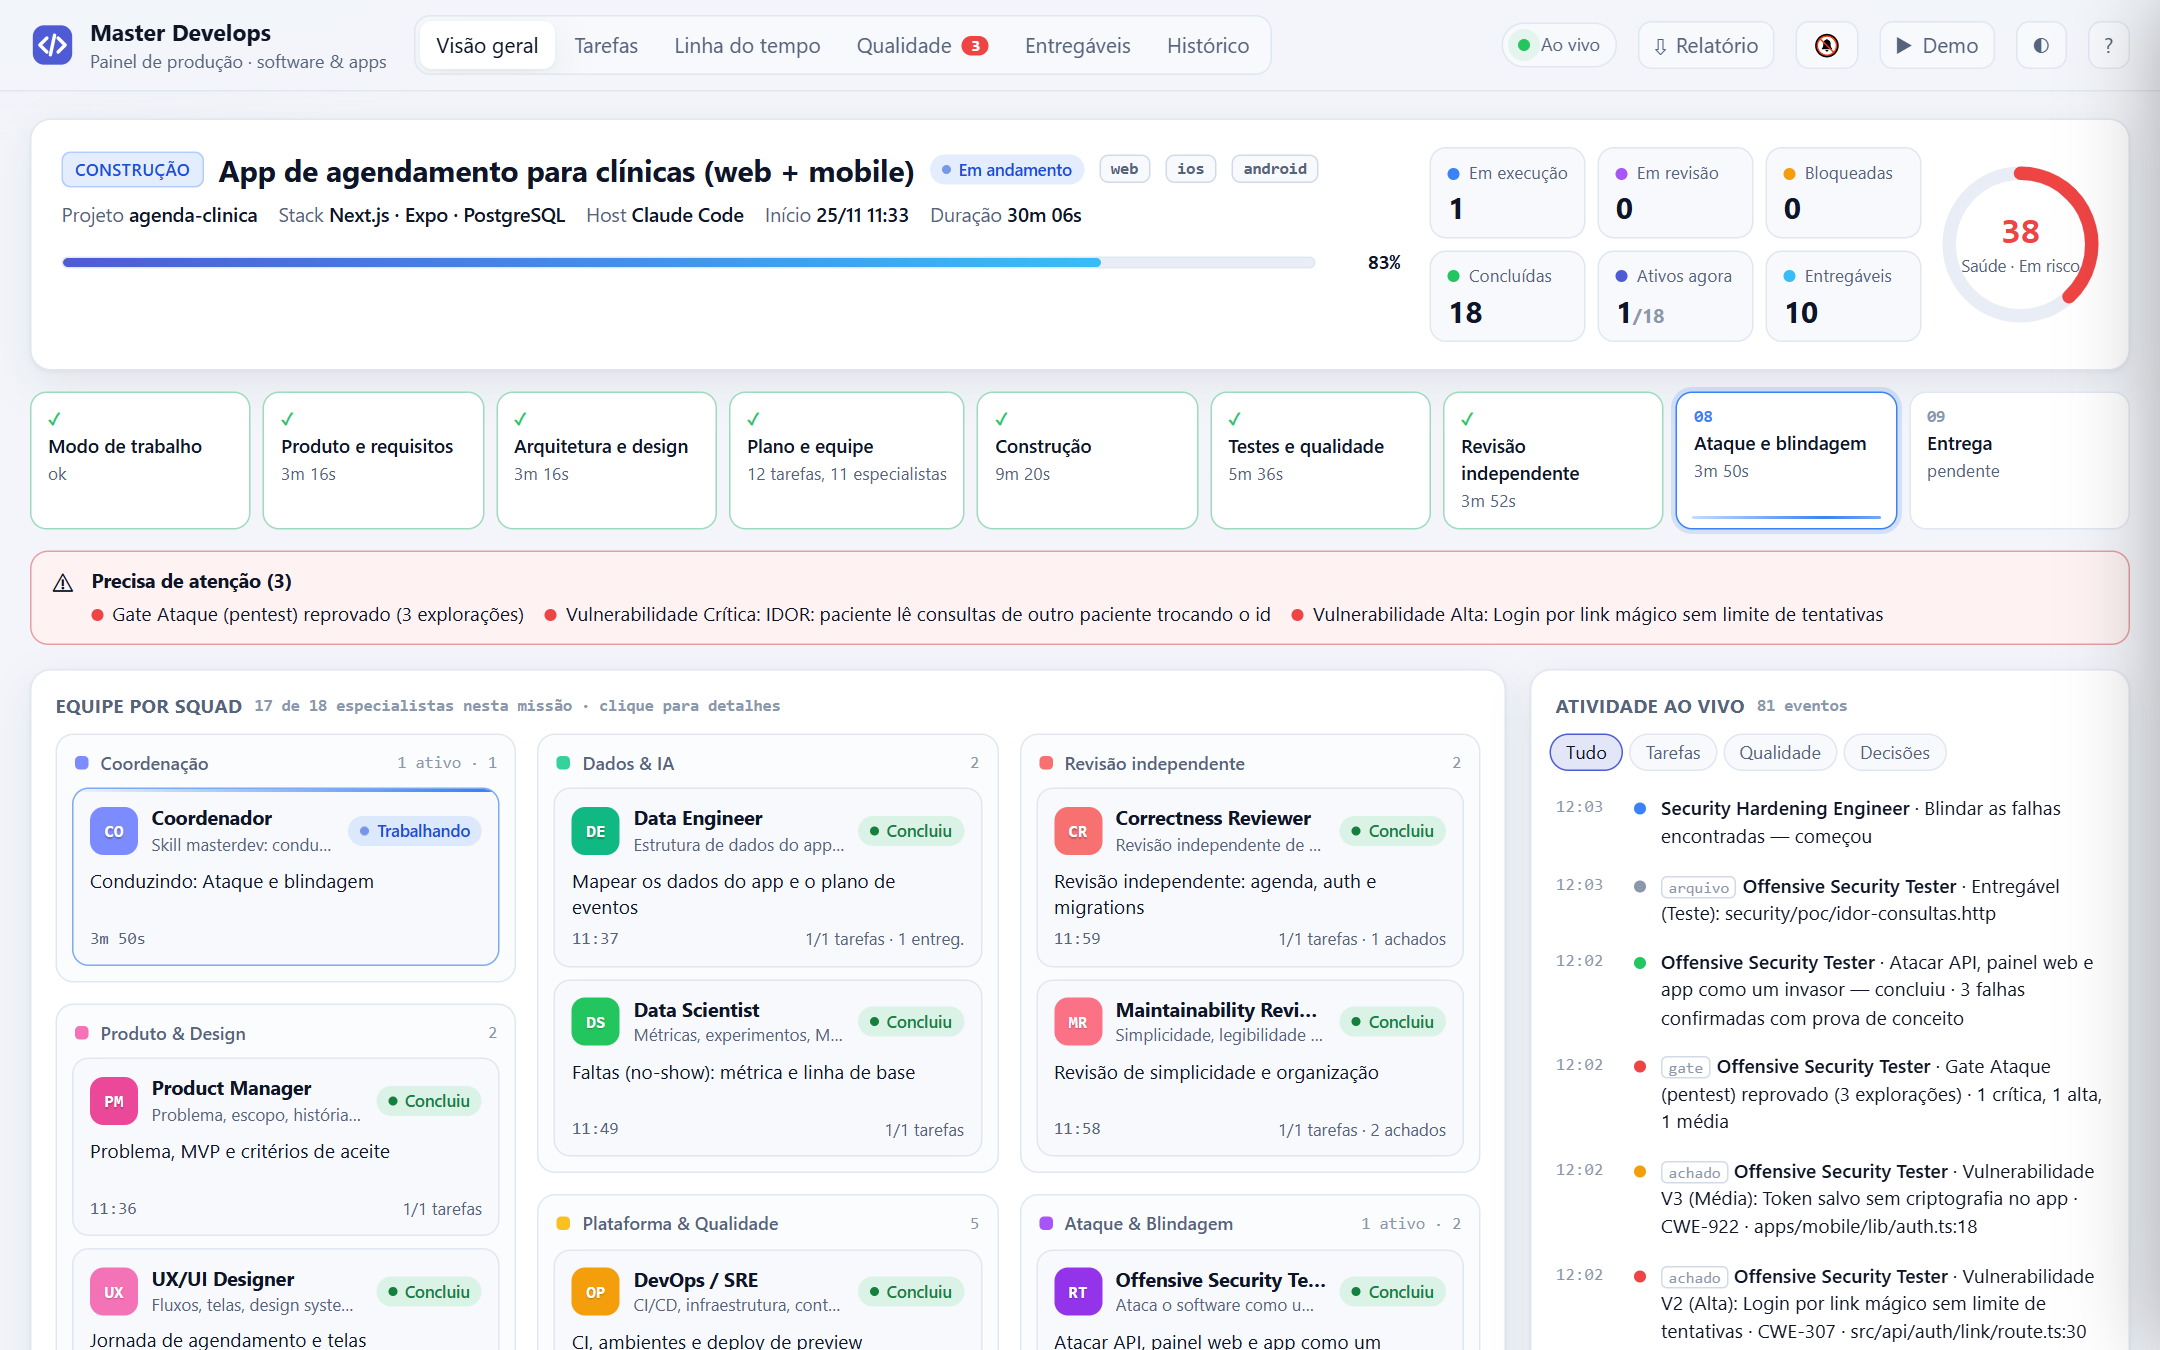 Master Develops
Painel de produção · software & apps
Visão geral
Tarefas
Linha do tempo
Qualidade 3
Entregáveis
Histórico
Ao vivo
⇩ Relatório
▶ Demo
?
CONSTRUÇÃO
App de agendamento para clínicas (web + mobile)
Em andamento
web
ios
android
Projeto agenda-clinica Stack Next.js · Expo · PostgreSQL Host Claude Code Início 25/11 11:33 Duração 30m 06s
83%
Em execução
1
Em revisão
0
Bloqueadas
0
Concluídas
18
Ativos agora
1/18
Entregáveis
10
38
Saúde · Em risco
✓
Modo de trabalho
ok
✓
Produto e requisitos
3m 16s
✓
Arquitetura e design
3m 16s
✓
Plano e equipe
12 tarefas, 11 especialistas
✓
Construção
9m 20s
✓
Testes e qualidade
5m 36s
✓
Revisão
independente
3m 52s
08
Ataque e blindagem
3m 50s
09
Entrega
pendente
⚠ Precisa de atenção (3)
Gate Ataque (pentest) reprovado (3 explorações)
Vulnerabilidade Crítica: IDOR: paciente lê consultas de outro paciente trocando o id
Vulnerabilidade Alta: Login por link mágico sem limite de tentativas
EQUIPE POR SQUAD 17 de 18 especialistas nesta missão · clique para detalhes
Coordenação 1 ativo · 1
CO
Coordenador
Skill masterdev: condu...
Trabalhando
Conduzindo: Ataque e blindagem
3m 50s
Produto & Design 2
PM
Product Manager
Problema, escopo, história...
Concluiu
Problema, MVP e critérios de aceite
11:36 1/1 tarefas
UX
UX/UI Designer
Fluxos, telas, design syste...
Concluiu
Jornada de agendamento e telas
Dados & IA 2
DE
Data Engineer
Estrutura de dados do app...
Concluiu
Mapear os dados do app e o plano de
eventos
11:37 1/1 tarefas · 1 entreg.
DS
Data Scientist
Métricas, experimentos, M...
Concluiu
Faltas (no-show): métrica e linha de base
11:49 1/1 tarefas
Plataforma & Qualidade 5
OP
DevOps / SRE
CI/CD, infraestrutura, cont...
Concluiu
CI, ambientes e deploy de preview
Revisão independente 2
CR
Correctness Reviewer
Revisão independente de ...
Concluiu
Revisão independente: agenda, auth e
migrations
11:59 1/1 tarefas · 1 achados
MR
Maintainability Revi...
Simplicidade, legibilidade ...
Concluiu
Revisão de simplicidade e organização
11:58 1/1 tarefas · 2 achados
Ataque & Blindagem 1 ativo · 2
RT
Offensive Security Te...
Ataca o software como u...
Concluiu
Atacar API, painel web e app como um
ATIVIDADE AO VIVO 81 eventos
Tudo
Tarefas
Qualidade
Decisões
12:03 Security Hardening Engineer · Blindar as falhas
encontradas — começou
12:03 arquivo Offensive Security Tester · Entregável
(Teste): security/poc/idor-consultas.http
12:02 Offensive Security Tester · Atacar API, painel web e
app como um invasor — concluiu · 3 falhas
confirmadas com prova de conceito
12:02 gate Offensive Security Tester · Gate Ataque
(pentest) reprovado (3 explorações) · 1 crítica, 1 alta,
1 média
12:02 achado Offensive Security Tester · Vulnerabilidade
V3 (Média): Token salvo sem criptografia no app ·
CWE-922 · apps/mobile/lib/auth.ts:18
12:02 achado Offensive Security Tester · Vulnerabilidade
V2 (Alta): Login por link mágico sem limite de
tentativas · CWE-307 · src/api/auth/link/route.ts:30